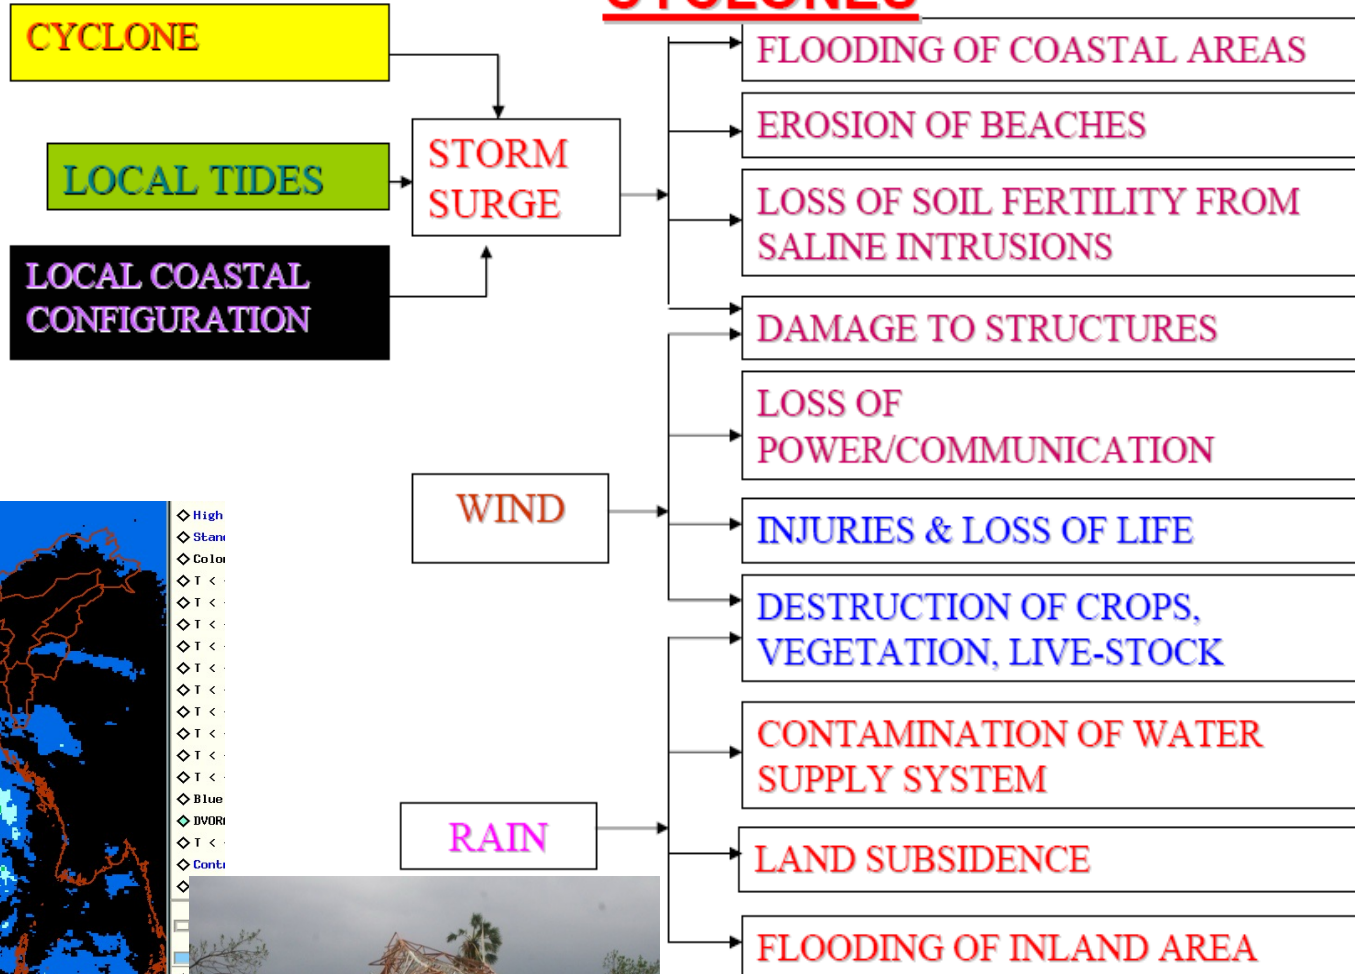 CYCLONES
CYCLONE
LOCAL TIDES
LOCAL COASTAL
CONFIGURATION
STORM
SURGE
WIND
RAIN
FLOODING OF COASTAL AREAS
EROSION OF BEACHES
LOSS OF SOIL FERTILITY FROM
SALINE INTRUSIONS
DAMAGE TO STRUCTURES
LOSS OF
POWER/COMMUNICATION
INJURIES & LOSS OF LIFE
DESTRUCTION OF CROPS,
VEGETATION, LIVE-STOCK
CONTAMINATION OF WATER
SUPPLY SYSTEM
LAND SUBSIDENCE
FLOODING OF INLAND AREA
High
T <
T <
T <
T <
T <
T <
T <
T <
T <
T <
Blue
T <